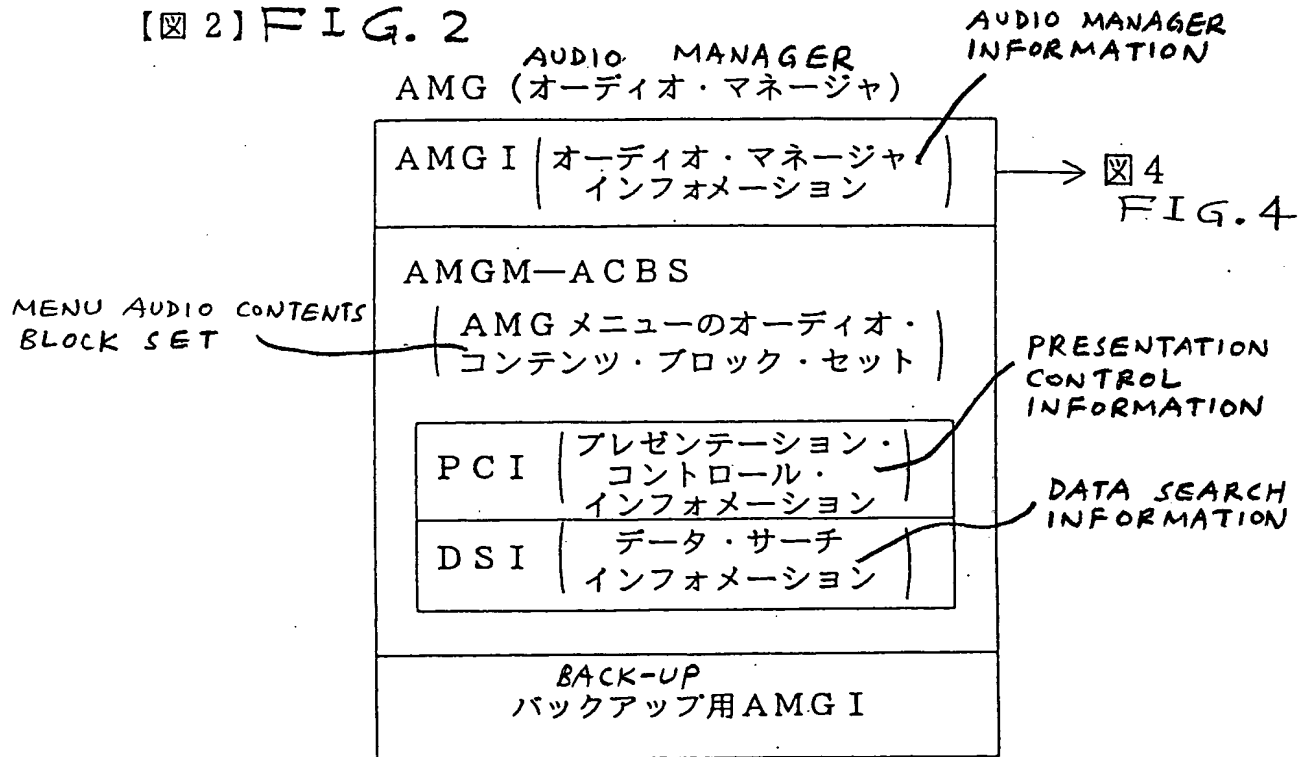 【図2】FIG. 2
AUDIO MANAGER
AMG(オーディオ・マネージャ)
AUDIO MANAGER
INFORMATION
AMGI(オーディオ・マネージャ・
インフォメーション)
→ 図4
FIG. 4
AMGM—ACBS
MENU AUDIO CONTENTS
BLOCK SET
(AMGメニューのオーディオ・
コンテンツ・ブロック・セット)
PRESENTATION
CONTROL
INFORMATION
PCI(プレゼンテーション・
コントロール・
インフォメーション)
DATA SEARCH
INFORMATION
DSI(データ・サーチ
インフォメーション)
BACK-UP
バックアップ用AMGI